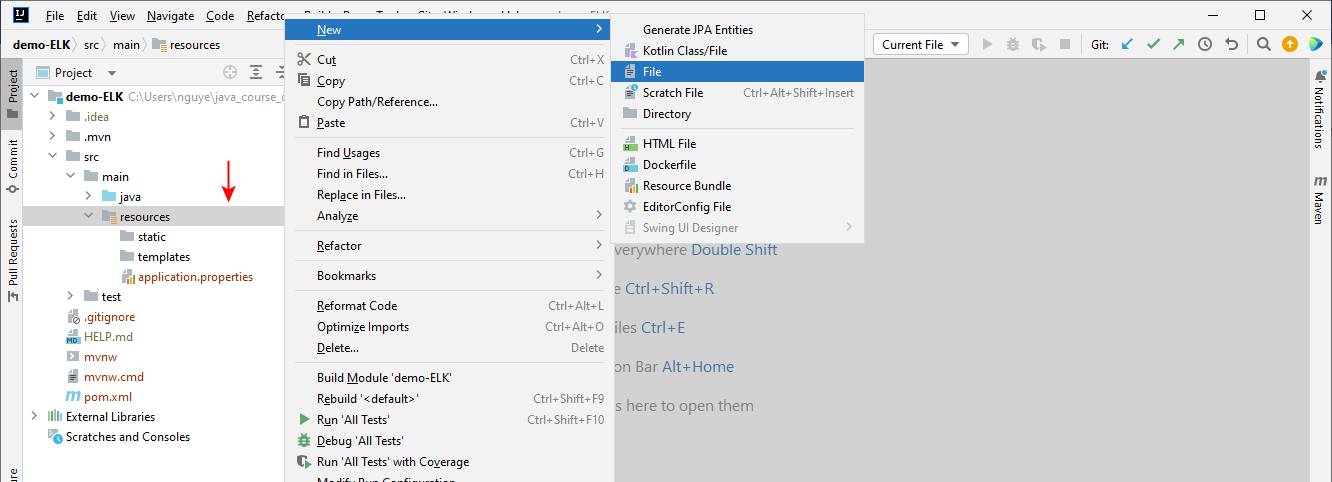 IJ File Edit View Navigate Code Refactor
demo-ELK src main resources
Current File Git:
Project
demo-ELK C:\Users\nguye\java_course_
.idea
.mvn
src
main
java
resources
static
templates
application.properties
test
.gitignore
HELP.md
mvnw
mvnw.cmd
pom.xml
External Libraries
Scratches and Consoles
Project
Commit
Pull Requests
New
Cut Ctrl+X
Copy Ctrl+C
Copy Path/Reference...
Paste Ctrl+V
Find Usages Ctrl+G
Find in Files... Ctrl+H
Replace in Files...
Analyze
Refactor
Bookmarks
Reformat Code Ctrl+Alt+L
Optimize Imports Ctrl+Alt+O
Delete... Delete
Build Module 'demo-ELK'
Rebuild '<default>' Ctrl+Shift+F9
Run 'All Tests' Ctrl+Shift+F10
Debug 'All Tests'
Run 'All Tests' with Coverage
Generate JPA Entities
Kotlin Class/File
File
Scratch File Ctrl+Alt+Shift+Insert
Directory
HTML File
Dockerfile
Resource Bundle
EditorConfig File
Swing UI Designer
everywhere Double Shift
Ctrl+Shift+R
iles Ctrl+E
on Bar Alt+Home
s here to open them
Notifications
m Maven